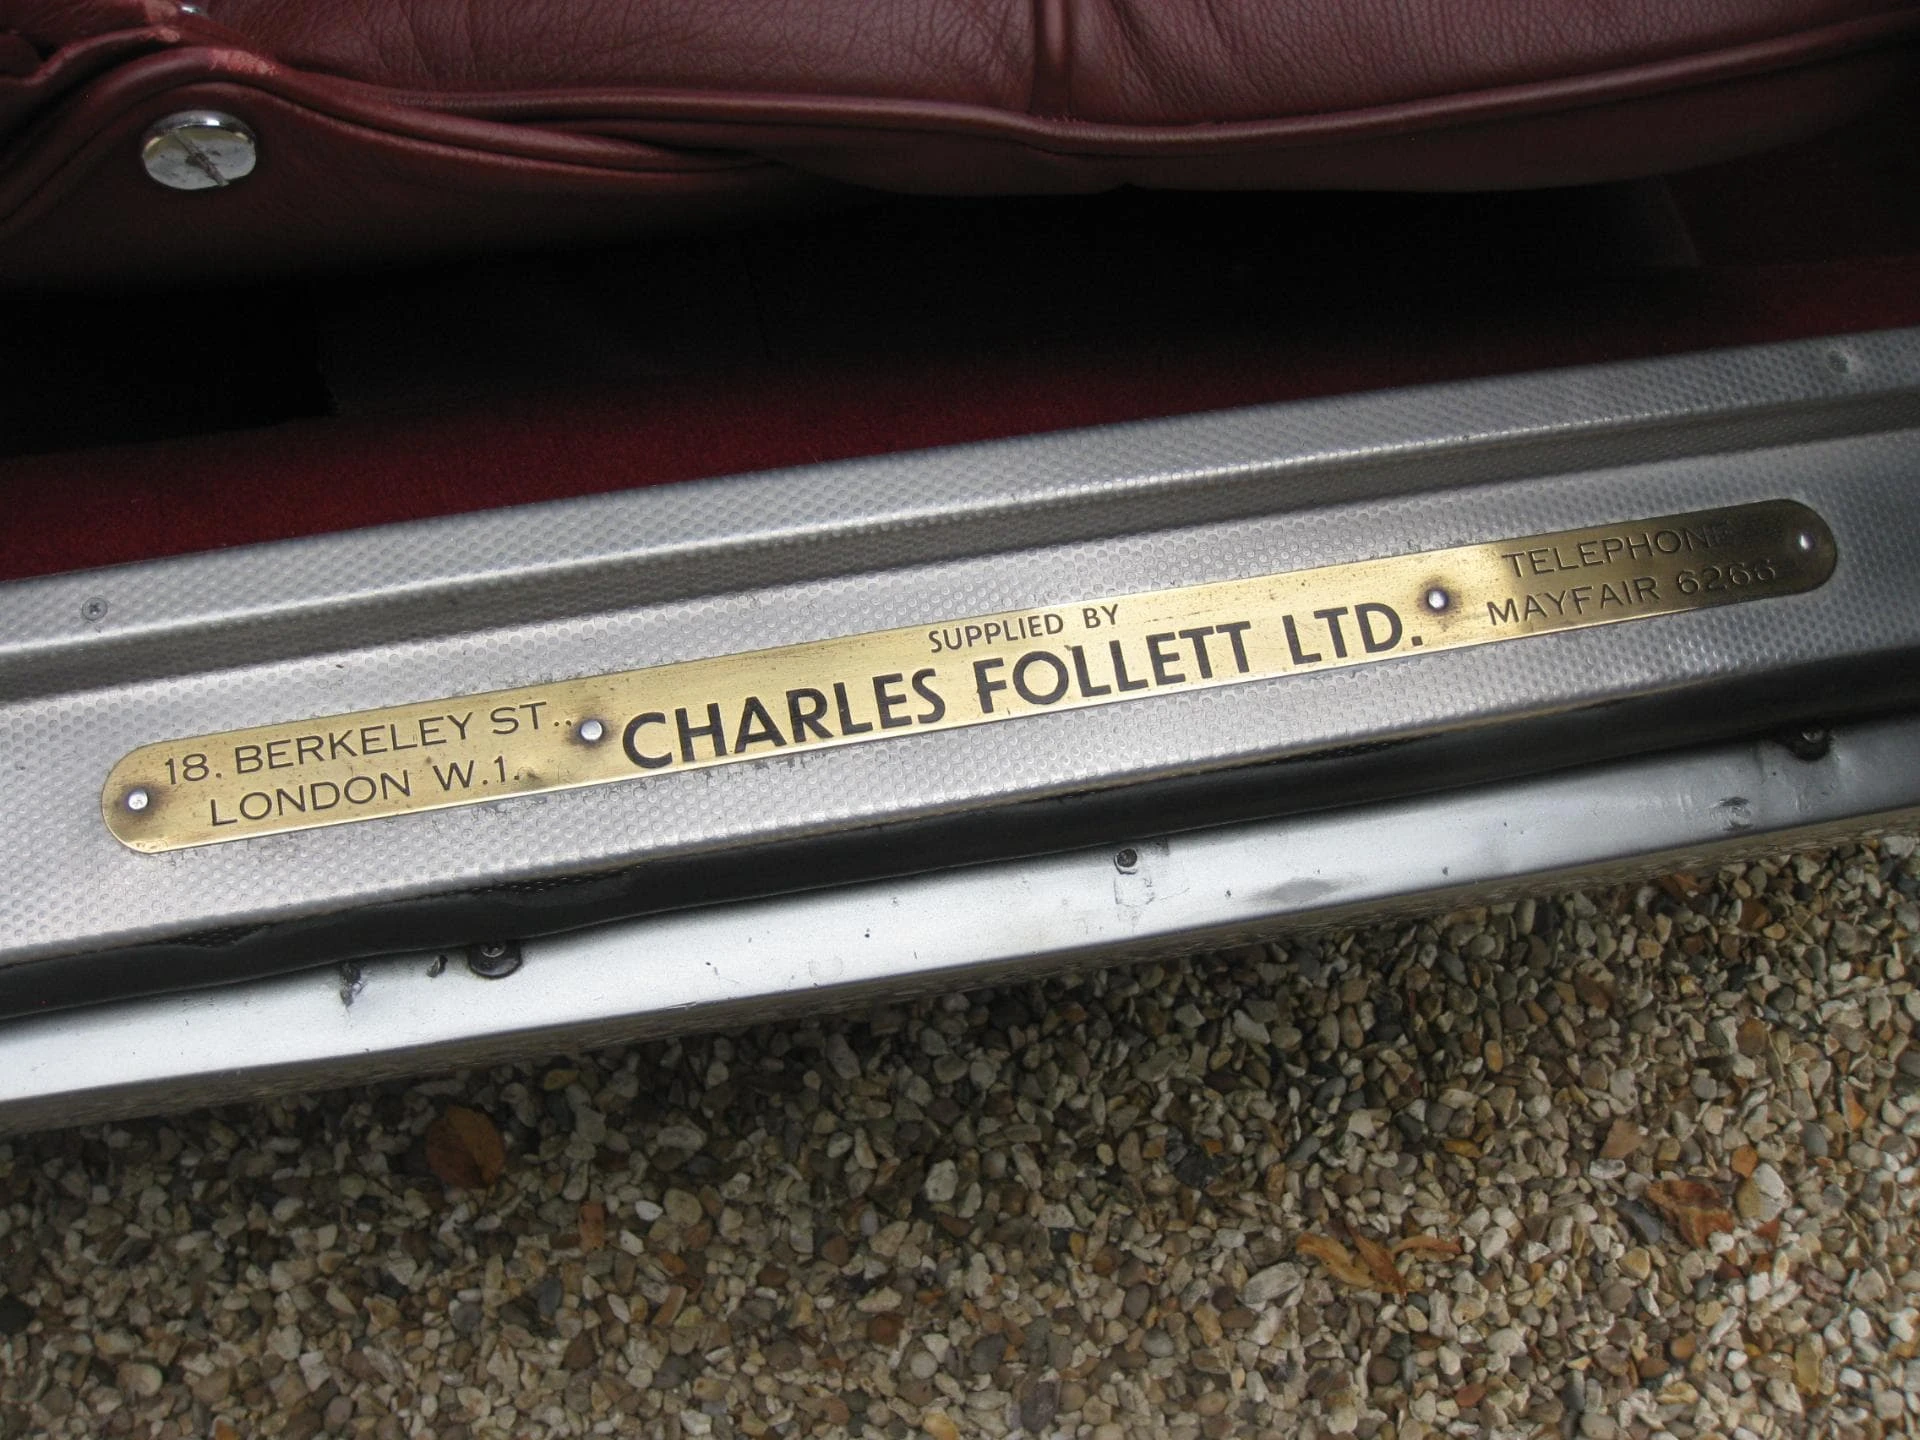 18, BERKELEY ST.,
LONDON W.1.
SUPPLIED BY
CHARLES FOLLETT LTD.
TELEPHONE
MAYFAIR 6266